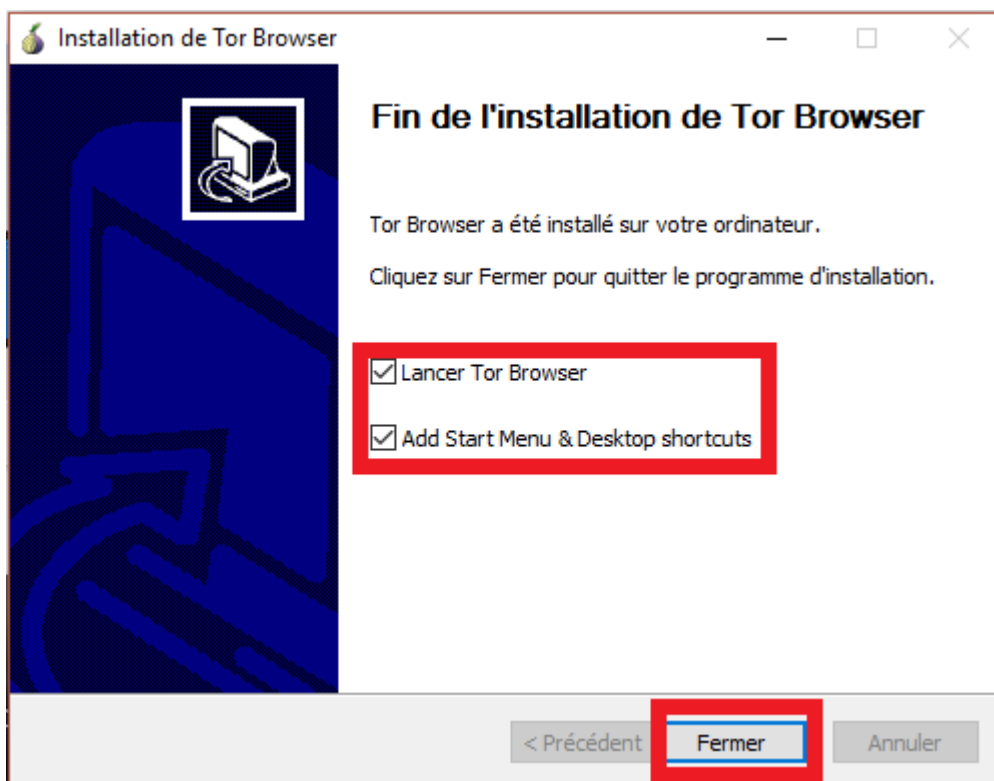 Installation de Tor Browser
Fin de l'installation de Tor Browser
Tor Browser a été installé sur votre ordinateur.
Cliquez sur Fermer pour quitter le programme d'installation.
Lancer Tor Browser
Add Start Menu & Desktop shortcuts
< Précédent Fermer Annuler